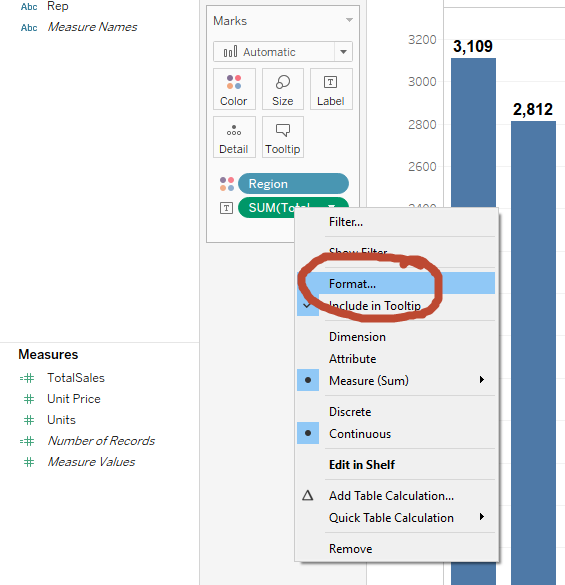 Abc Rep
Abc Measure Names
Marks
Automatic
Color Size Label
Detail Tooltip
Region
T SUM(Total
Filter...
Show Filter
Format...
Include in Tooltip
Dimension
Attribute
Measure (Sum)
Discrete
Continuous
Edit in Shelf
Add Table Calculation...
Quick Table Calculation
Remove
Measures
TotalSales
Unit Price
Units
Number of Records
Measure Values
3200
3000
2800
2600
2400
3,109
2,812